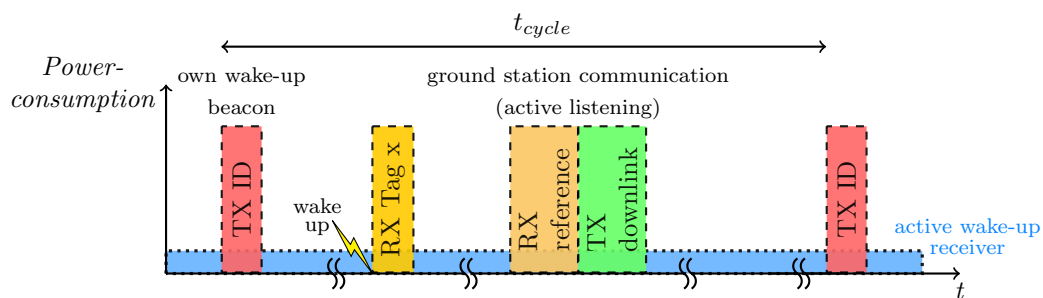 t_cycle
Power-
consumption
own wake-up
beacon
ground station communication
(active listening)
TX ID
wake
up
RX Tag x
RX
reference
TX
downlink
TX ID
active wake-up
receiver
t